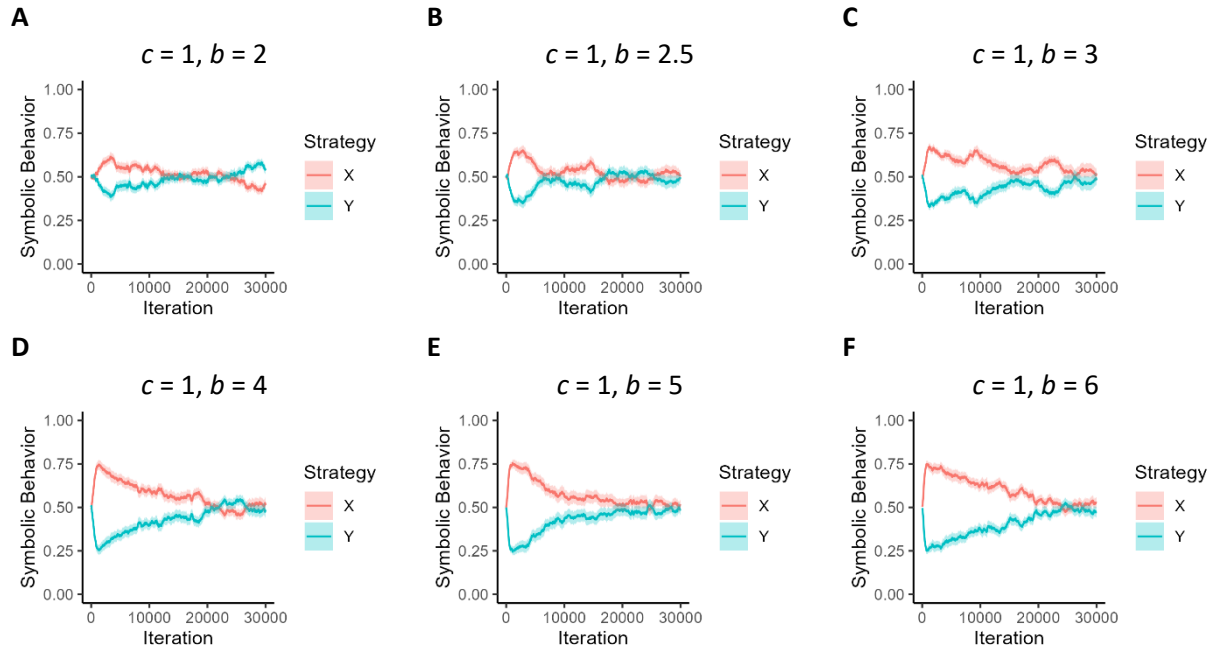 A
c = 1, b = 2
Symbolic Behavior
1.00
0.75
0.50
0.25
0.00
0 10000 20000 30000
Iteration
Strategy
X
Y
B
c = 1, b = 2.5
Symbolic Behavior
1.00
0.75
0.50
0.25
0.00
0 10000 20000 30000
Iteration
Strategy
X
Y
C
c = 1, b = 3
Symbolic Behavior
1.00
0.75
0.50
0.25
0.00
0 10000 20000 30000
Iteration
Strategy
X
Y
D
c = 1, b = 4
Symbolic Behavior
1.00
0.75
0.50
0.25
0.00
0 10000 20000 30000
Iteration
Strategy
X
Y
E
c = 1, b = 5
Symbolic Behavior
1.00
0.75
0.50
0.25
0.00
0 10000 20000 30000
Iteration
Strategy
X
Y
F
c = 1, b = 6
Symbolic Behavior
1.00
0.75
0.50
0.25
0.00
0 10000 20000 30000
Iteration
Strategy
X
Y